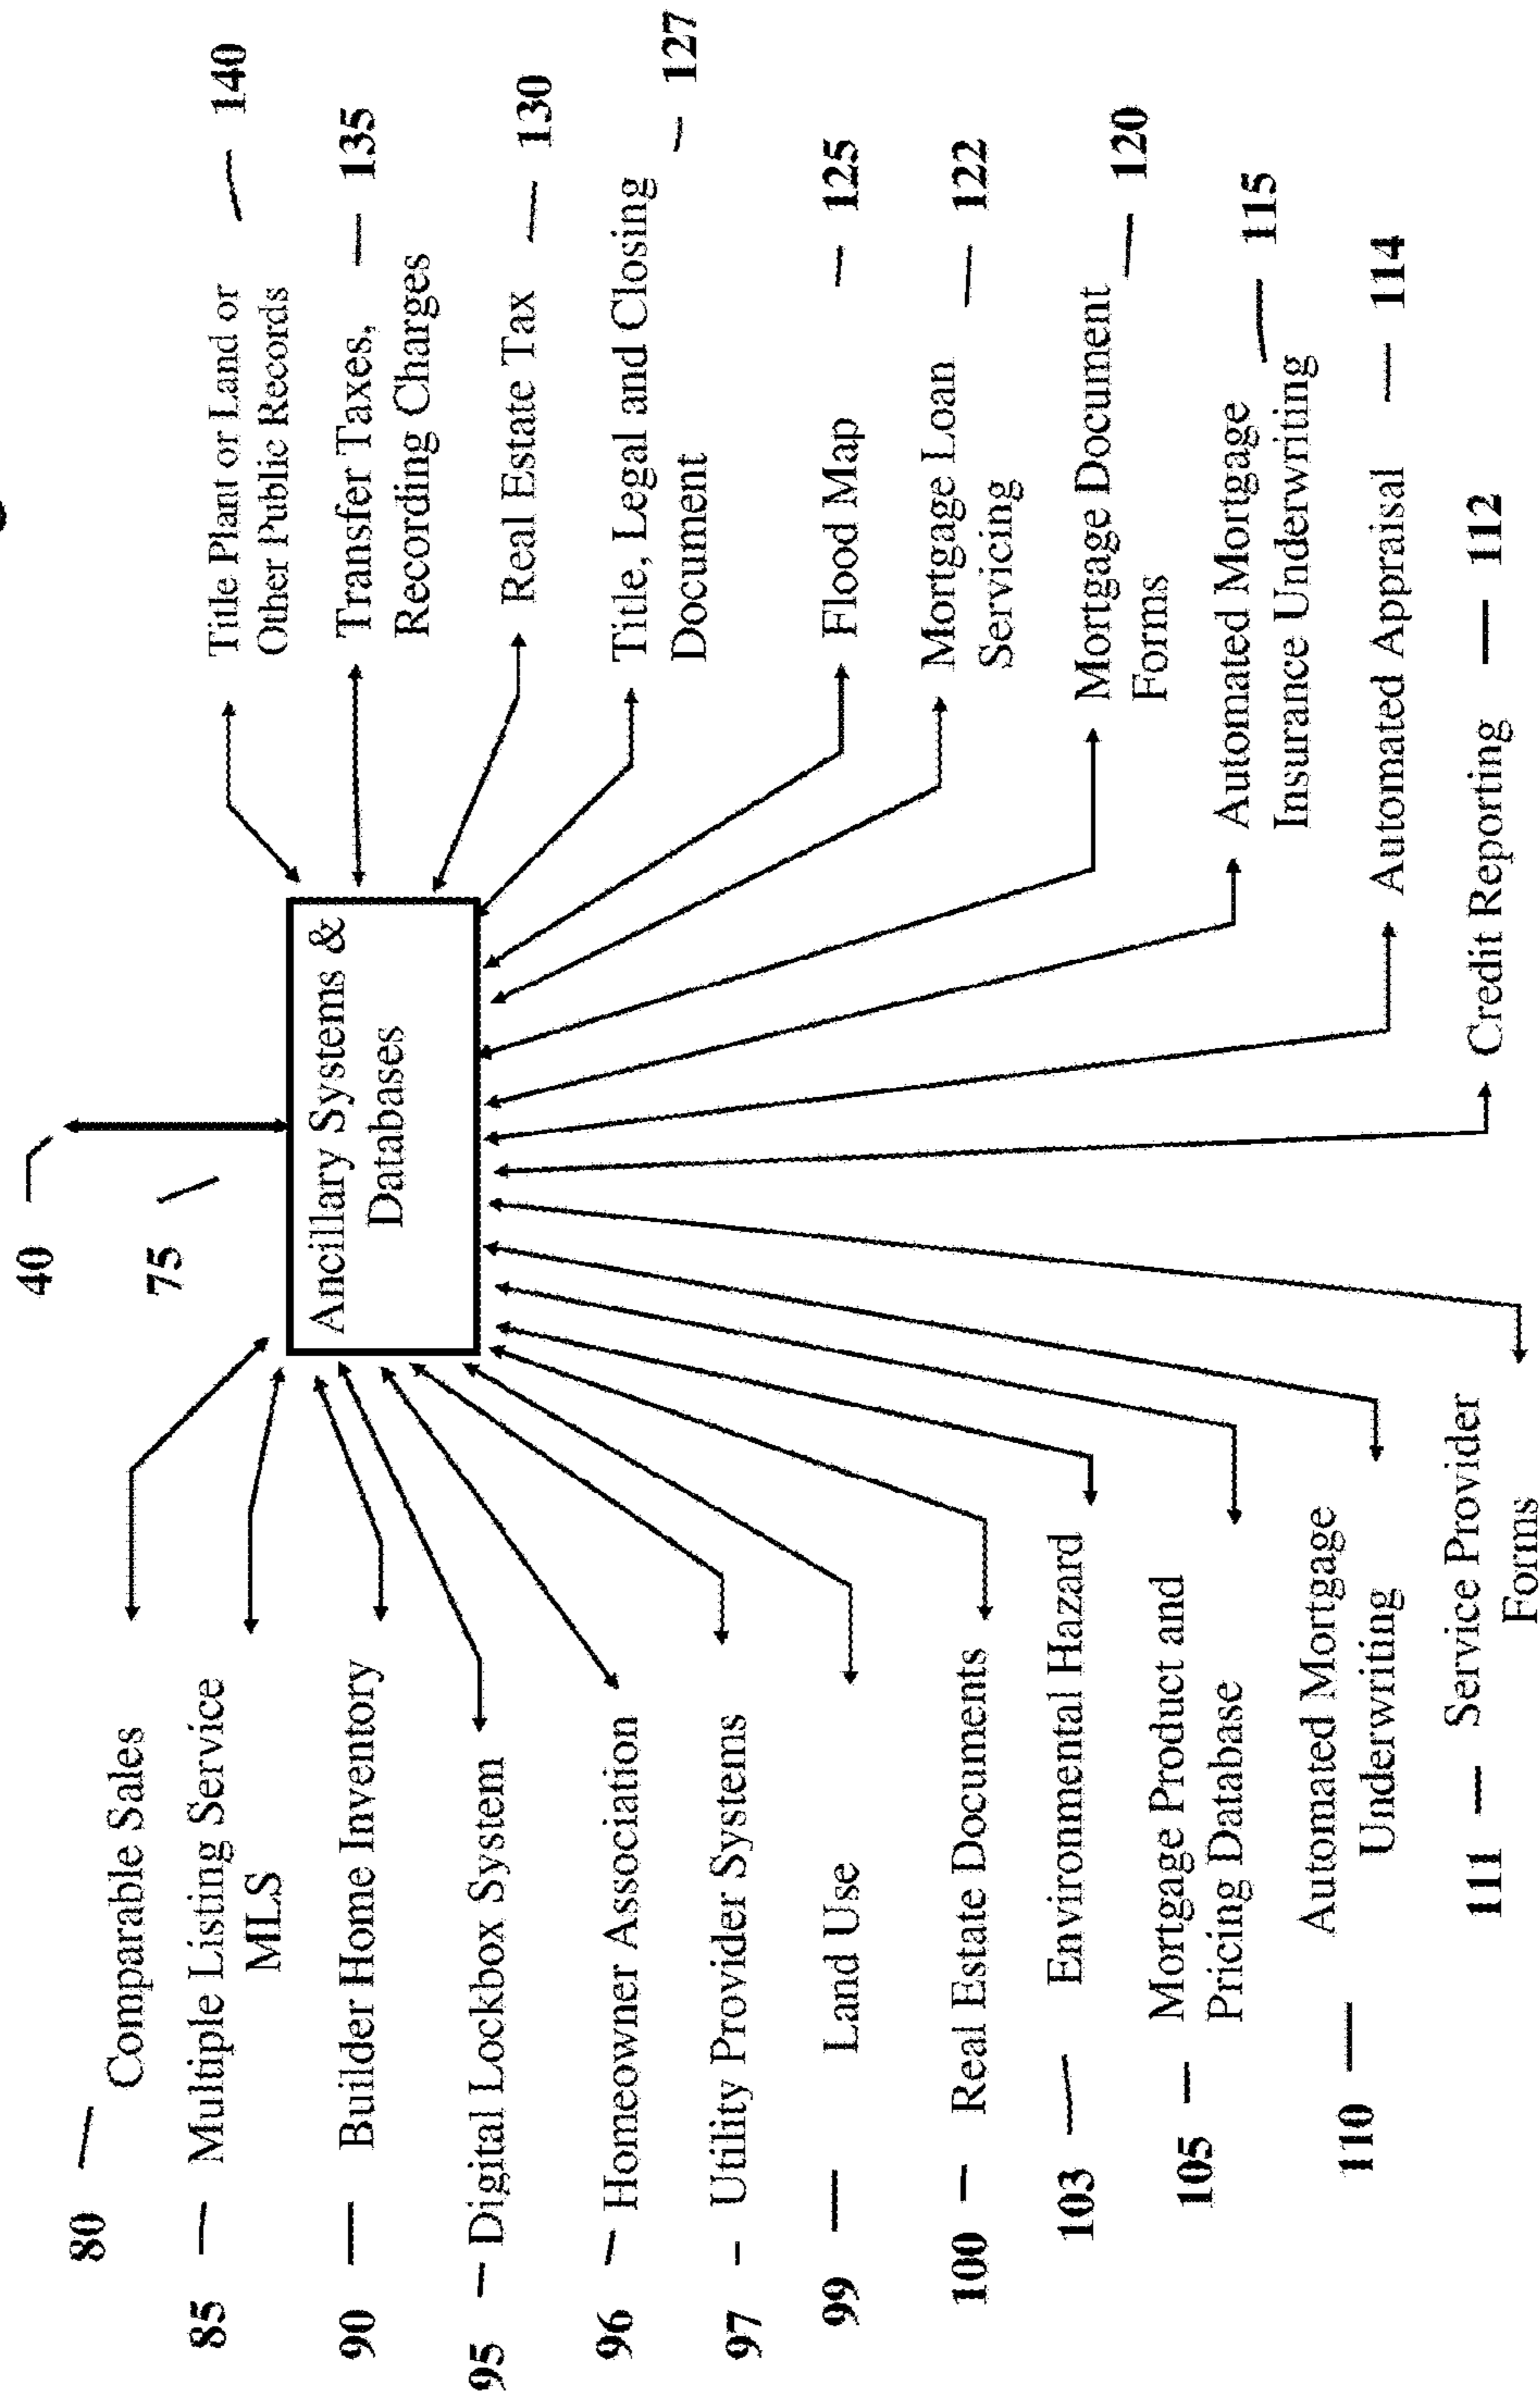 40
75
Ancillary Systems &
Databases
80
Comparable Sales
85
Multiple Listing Service
MLS
90
Builder Home Inventory
95
Digital Lockbox System
96
Homeowner Association
97
Utility Provider Systems
99
Land Use
100
Real Estate Documents
103
Environmental Hazard
105
Mortgage Product and
Pricing Database
110
Automated Mortgage
Underwriting
111
Service Provider
Forms
Credit Reporting
112
Automated Appraisal
114
Automated Mortgage
Insurance Underwriting
115
Mortgage Document
Forms
120
Mortgage Loan
Servicing
122
Flood Map
125
Title, Legal and Closing
Document
127
Real Estate Tax
130
Transfer Taxes,
Recording Charges
135
Title Plant or Land or
Other Public Records
140